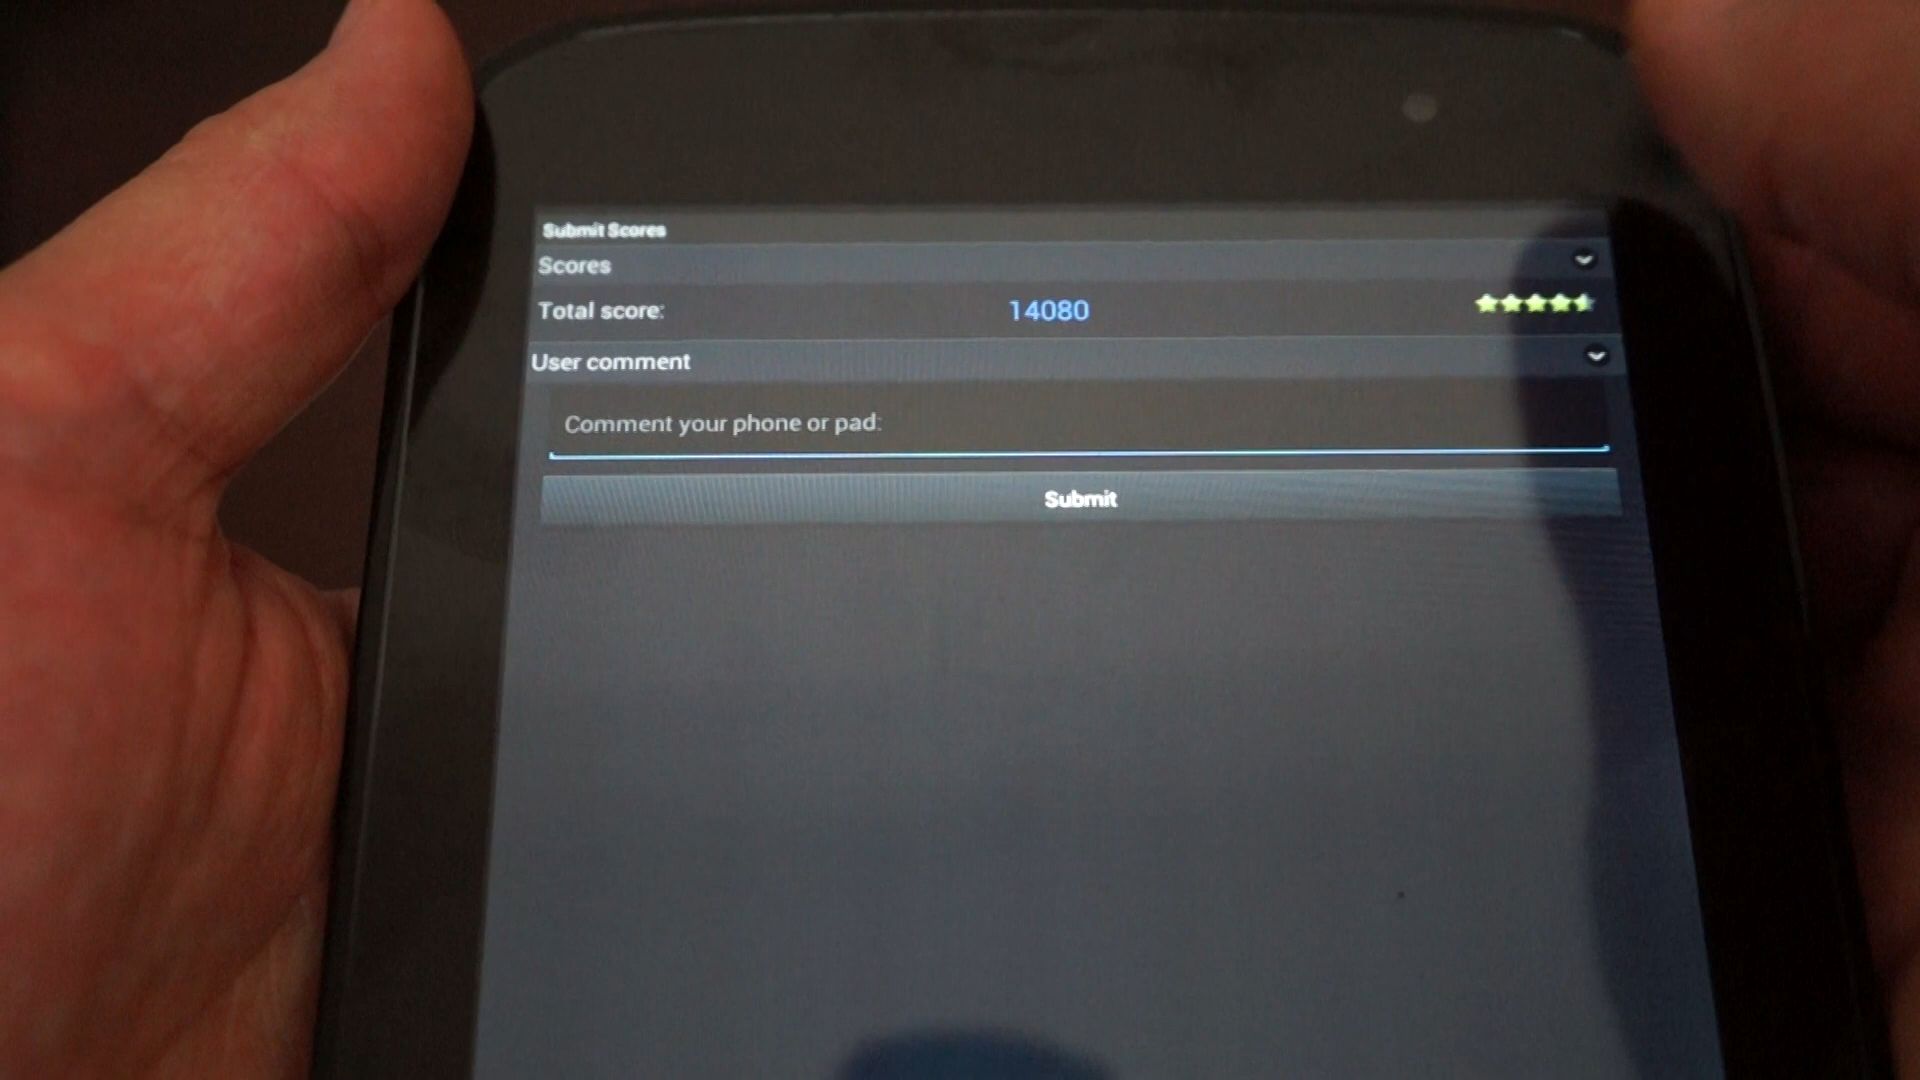 Submit Scores
Scores
Total score: 14080
User comment
Comment your phone or pad:
Submit